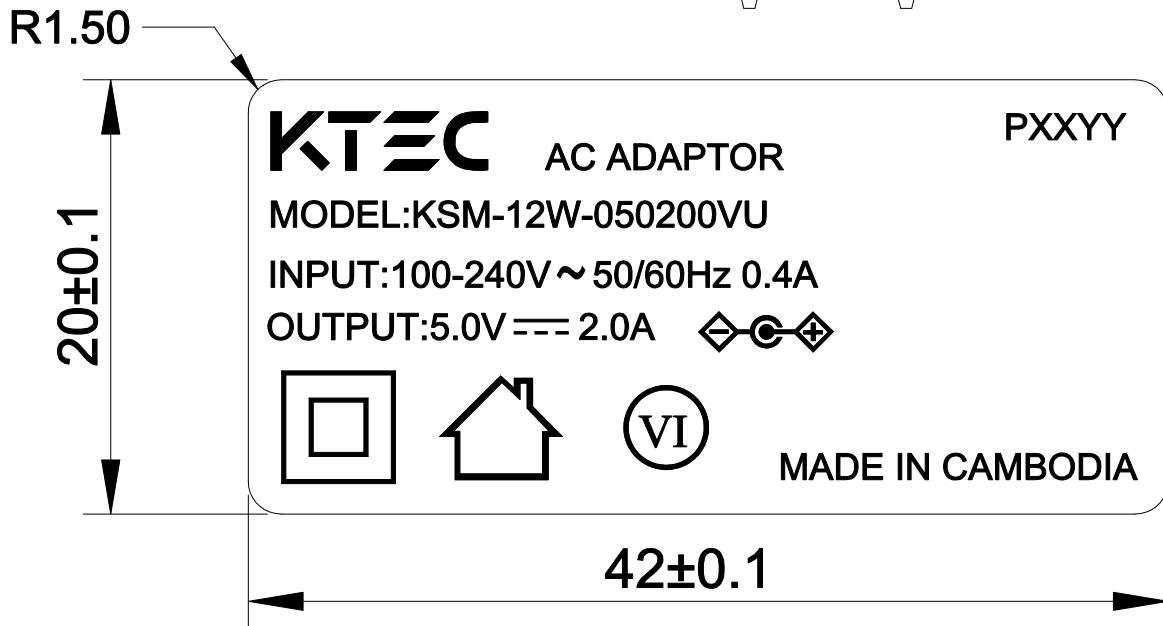 R1.50
KTEC AC ADAPTOR PXXYY
MODEL:KSM-12W-050200VU
INPUT:100-240V~50/60Hz 0.4A
OUTPUT:5.0V⎓2.0A
VI
MADE IN CAMBODIA
20±0.1
42±0.1